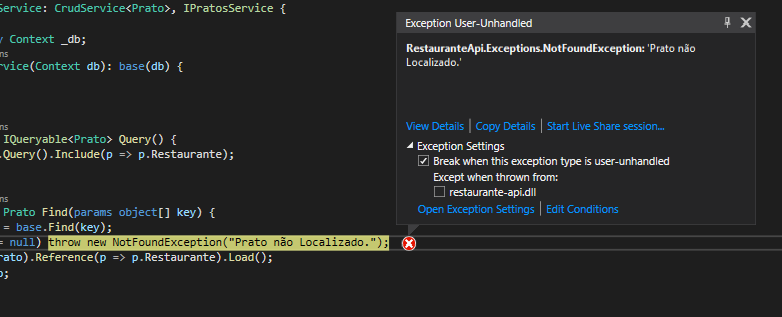 Service: CrudService<Prato>, IPratosService {
y Context _db;
ns
rvice(Context db): base(db) {
ns
IQueryable<Prato> Query() {
.Query().Include(p => p.Restaurante);
ns
Prato Find(params object[] key) {
= base.Find(key);
= null) throw new NotFoundException("Prato não Localizado.");
rato).Reference(p => p.Restaurante).Load();
o;
Exception User-Unhandled
RestauranteApi.Exceptions.NotFoundException: 'Prato não
Localizado.'
View Details | Copy Details | Start Live Share session...
Exception Settings
Break when this exception type is user-unhandled
Except when thrown from:
restaurante-api.dll
Open Exception Settings | Edit Conditions